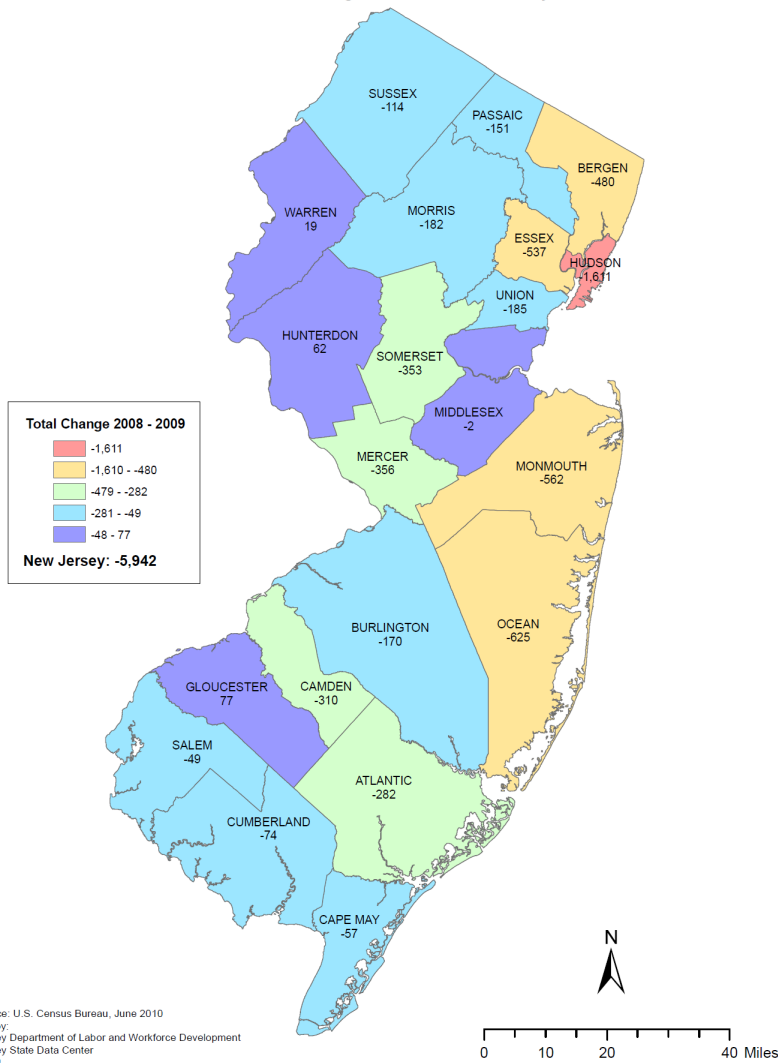 SUSSEX
-114
PASSAIC
-151
BERGEN
-480
WARREN
19
MORRIS
-182
ESSEX
-537
HUDSON
-1,611
UNION
-185
HUNTERDON
62
SOMERSET
-353
MIDDLESEX
-2
MERCER
-356
MONMOUTH
-562
Total Change 2008 - 2009
-1,611
-1,610 - -480
-479 - -282
-281 - -49
-48 - 77
New Jersey: -5,942
BURLINGTON
-170
OCEAN
-625
GLOUCESTER
77
CAMDEN
-310
SALEM
-49
ATLANTIC
-282
CUMBERLAND
-74
CAPE MAY
-57
N
ce: U.S. Census Bureau, June 2010
y:
ey Department of Labor and Workforce Development
ey State Data Center
0 10 20 30 40 Miles